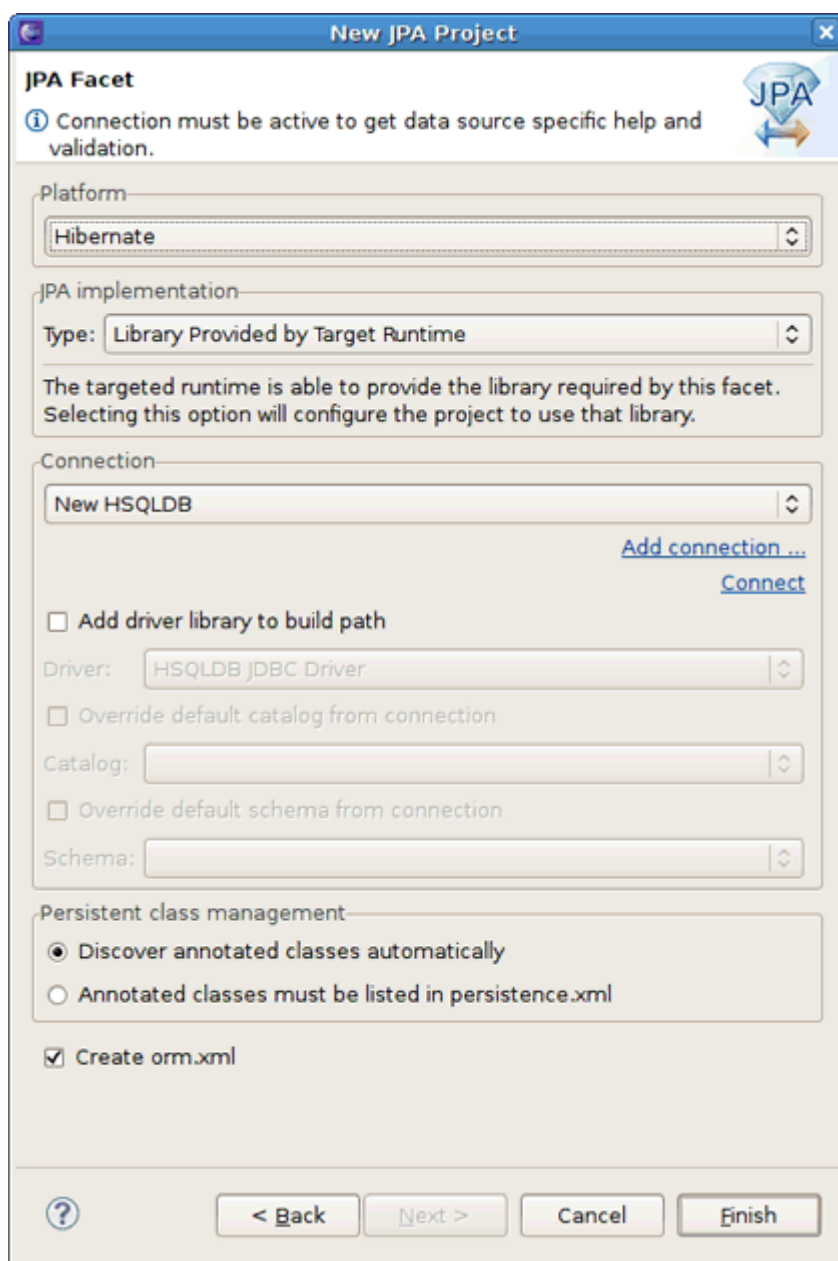 New JPA Project
JPA Facet
JPA
Connection must be active to get data source specific help and
validation.
Platform
Hibernate
JPA implementation
Type: Library Provided by Target Runtime
The targeted runtime is able to provide the library required by this facet.
Selecting this option will configure the project to use that library.
Connection
New HSQLDB
Add connection ...
Connect
Add driver library to build path
Driver: HSQLDB JDBC Driver
Override default catalog from connection
Catalog:
Override default schema from connection
Schema:
Persistent class management
Discover annotated classes automatically
Annotated classes must be listed in persistence.xml
Create orm.xml
? < Back Next > Cancel Finish